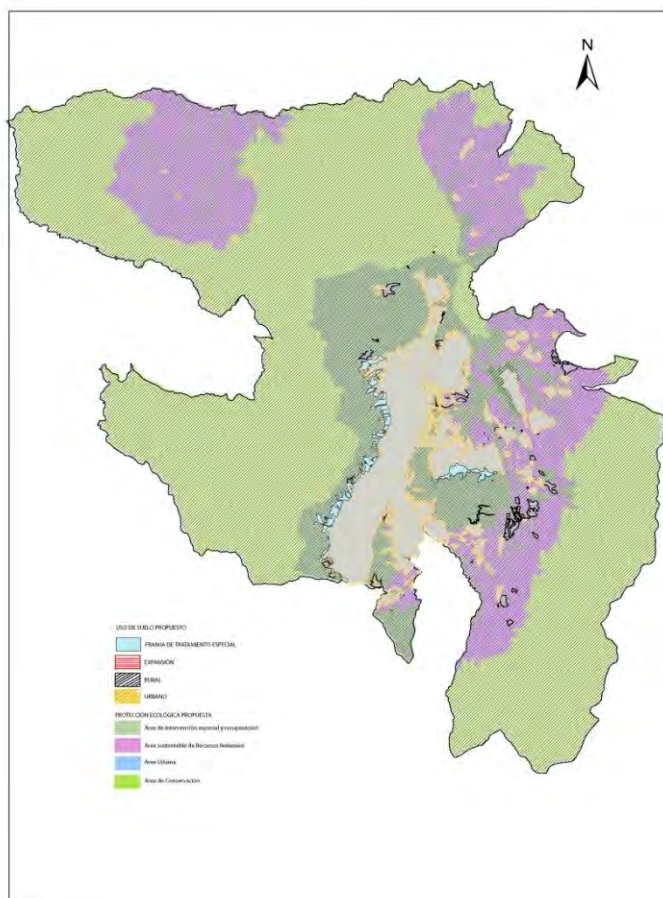 N
USO DE SUELO PROPUESTO
FRANJA DE TRATAMIENTO ESPECIAL
EXPANSIÓN
RURAL
URBANO
PROTECCIÓN ECOLÓGICA PROPUESTA
Área de intervención especial y recuperación
Área sustentable de Recursos Naturales
Área Urbana
Área de Conservación